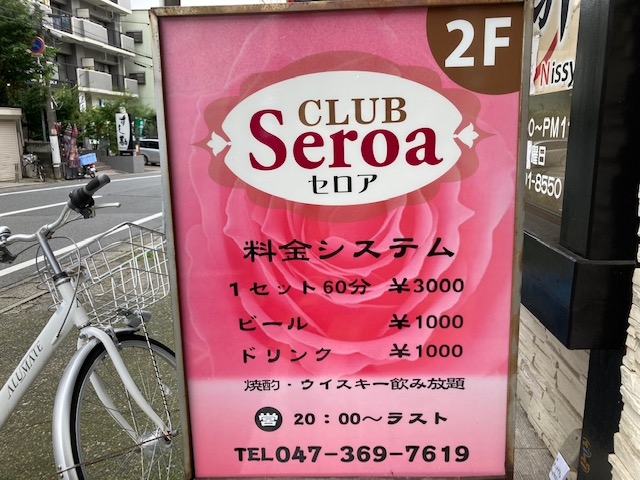 2F
CLUB
Seroa
セロア
料金システム
1セット60分 ¥3000
ビール ¥1000
ドリンク ¥1000
焼酎・ウイスキー飲み放題
営 20:00～ラスト
TEL047-369-7619
Nissy
ALUMATE